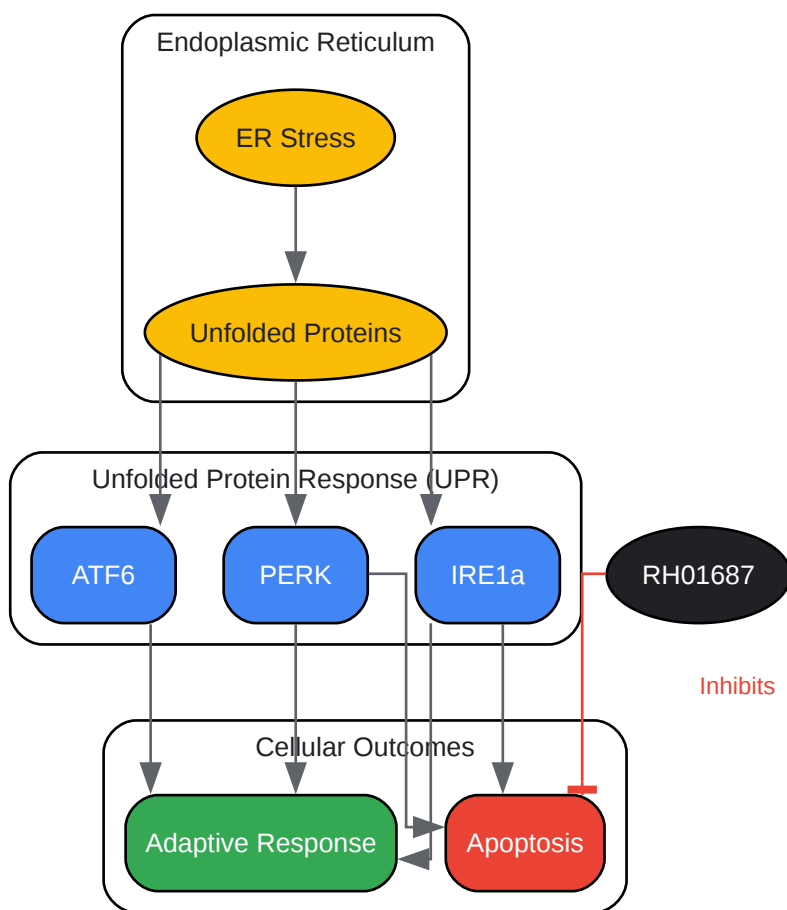 Endoplasmic Reticulum
ER Stress
Unfolded Proteins
Unfolded Protein Response (UPR)
ATF6
PERK
IRE1a
RH01687
Inhibits
Cellular Outcomes
Adaptive Response
Apoptosis